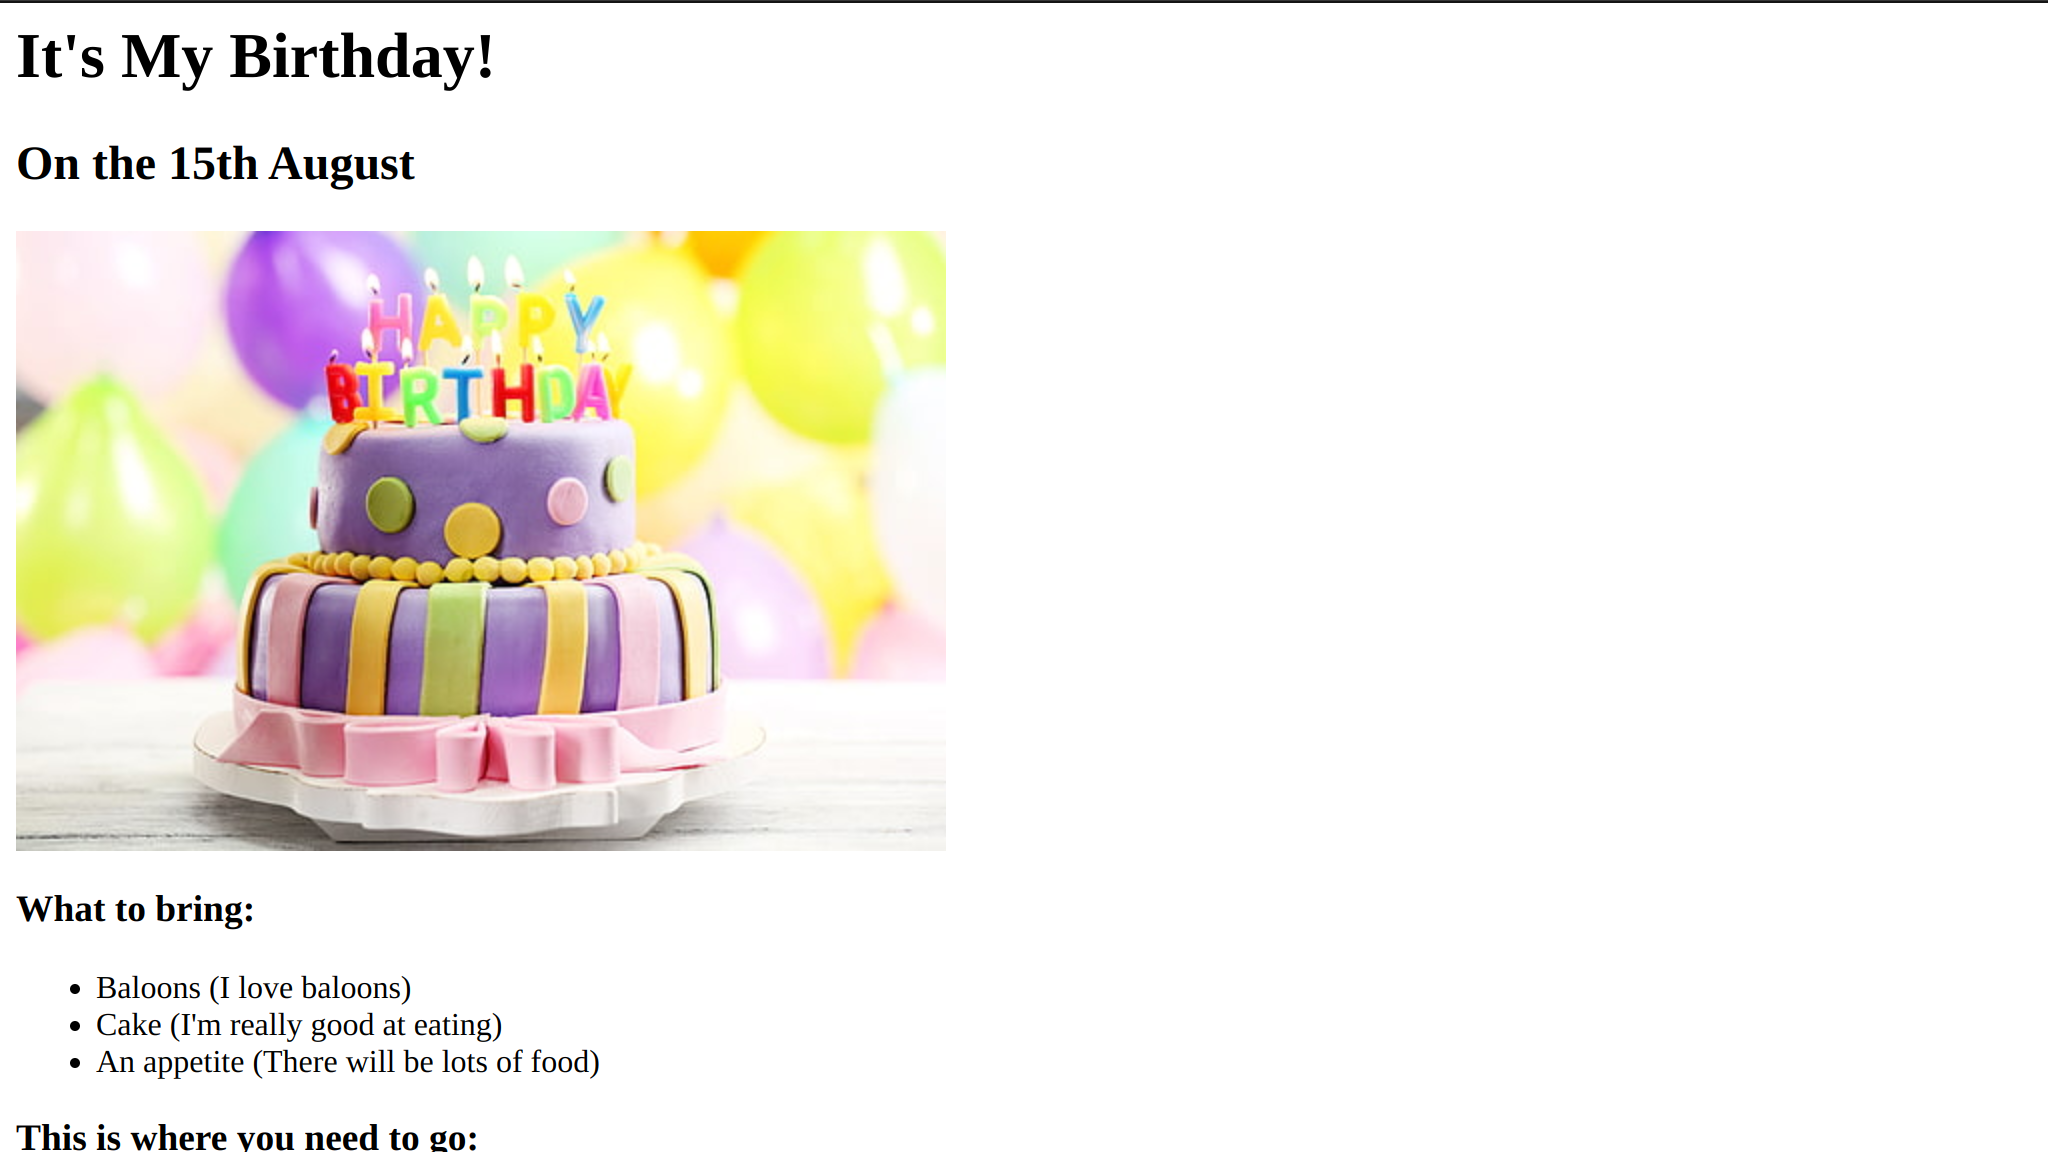 It's My Birthday!
On the 15th August
HAPPY
BIRTHDAY
What to bring:
Baloons (I love baloons)
Cake (I'm really good at eating)
An appetite (There will be lots of food)
This is where you need to go: